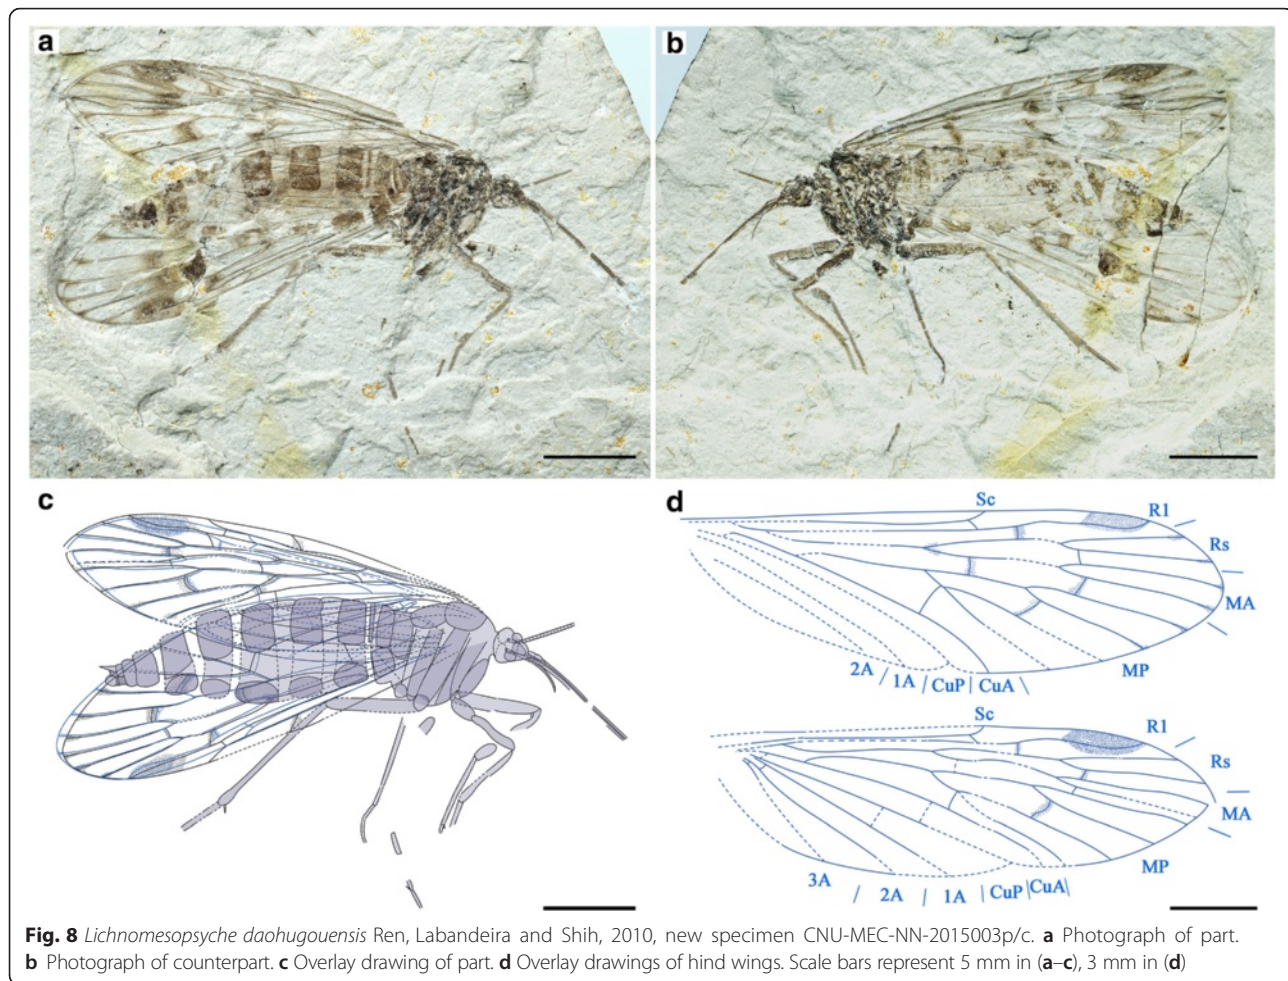 a
b
c
d
Sc
R1
Rs
MA
MP
2A
1A
CuP
CuA
Sc
R1
Rs
MA
MP
3A
2A
1A
CuP
CuA
Fig. 8 Lichnomesopsyche daohugouensis Ren, Labandeira and Shih, 2010, new specimen CNU-MEC-NN-2015003p/c. a Photograph of part.
b Photograph of counterpart. c Overlay drawing of part. d Overlay drawings of hind wings. Scale bars represent 5 mm in (a–c), 3 mm in (d)